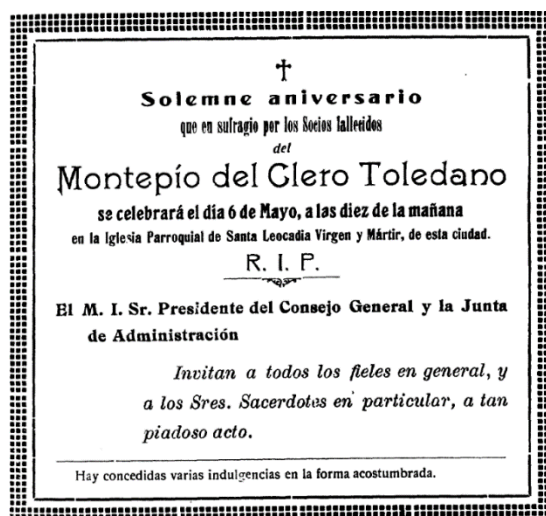 Solemne aniversario
que en sufragio por los Socios fallecidos
del
Montepío del Clero Toledano
se celebrará el día 6 de Mayo, a las diez de la mañana
en la Iglesia Parroquial de Santa Leocadia Virgen y Mártir, de esta ciudad.
R. I. P.
El M. I. Sr. Presidente del Consejo General y la Junta
de Administración
Invitan a todos los fieles en general, y
a los Sres. Sacerdotes en particular, a tan
piadoso acto.
Hay concedidas varias indulgencias en la forma acostumbrada.